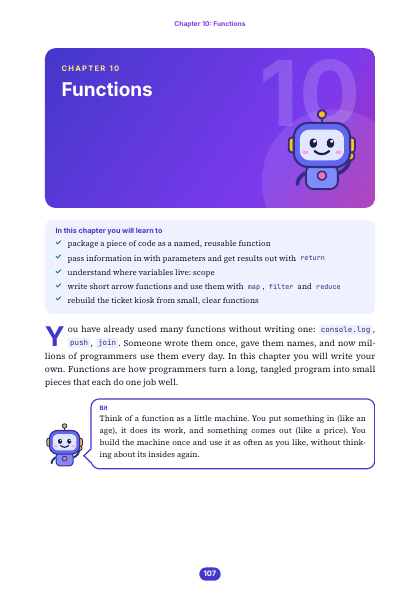 Chapter 10: Functions
10
CHAPTER 10
Functions
In this chapter you will learn to
package a piece of code as a named, reusable function
pass information in with parameters and get results out with return
understand where variables live: scope
write short arrow functions and use them with map, filter and reduce
rebuild the ticket kiosk from small, clear functions
You have already used many functions without writing one: console.log,
push, join. Someone wrote them once, gave them names, and now mil-
lions of programmers use them every day. In this chapter you will write your
own. Functions are how programmers turn a long, tangled program into small
pieces that each do one job well.
Bit
Think of a function as a little machine. You put something in (like an
age), it does its work, and something comes out (like a price). You
build the machine once and use it as often as you like, without think-
ing about its insides again.
107